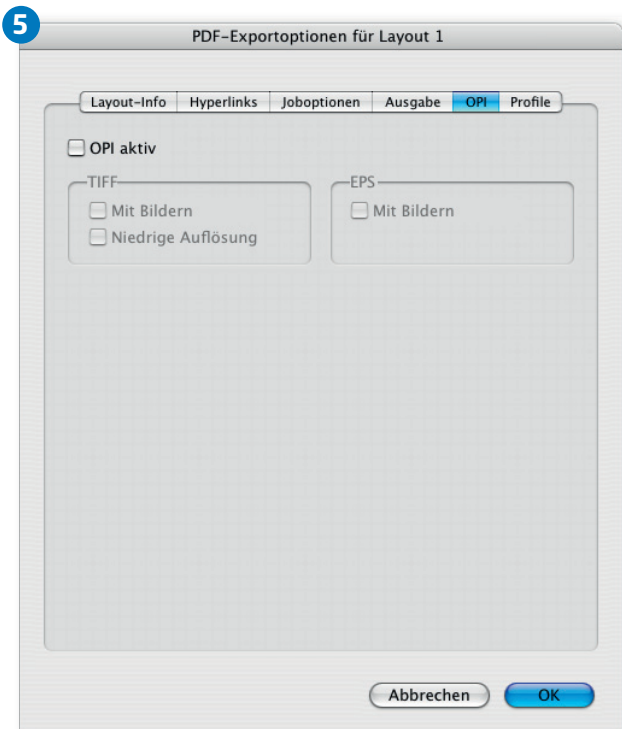 5
PDF-Exportoptionen für Layout 1
Layout-Info Hyperlinks Joboptionen Ausgabe OPI Profile
OPI aktiv
TIFF EPS
Mit Bildern Mit Bildern
Niedrige Auflösung
Abbrechen OK